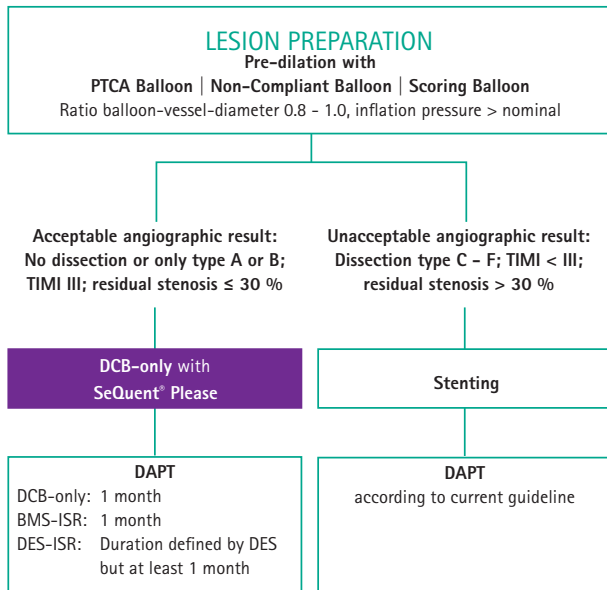 LESION PREPARATION
Pre-dilation with
PTCA Balloon | Non-Compliant Balloon | Scoring Balloon
Ratio balloon-vessel-diameter 0.8 - 1.0, inflation pressure > nominal
Acceptable angiographic result:
No dissection or only type A or B;
TIMI III; residual stenosis ≤ 30 %
Unacceptable angiographic result:
Dissection type C - F; TIMI < III;
residual stenosis > 30 %
DCB-only with
SeQuent® Please
Stenting
DAPT
DCB-only: 1 month
BMS-ISR: 1 month
DES-ISR: Duration defined by DES
but at least 1 month
DAPT
according to current guideline